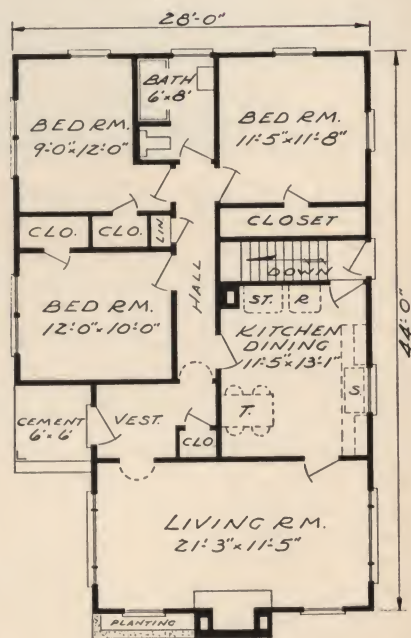 28'-0"
BATH
6'x8'
BED RM.
9'-0"x12'-0"
BED RM.
11'-5"x11'-8"
CLO.
CLO.
LIN.
CLOSET
DOWN
HALL
BED RM.
12'-0"x10'-0"
ST.
R
KITCHEN
DINING
11'-5"x13'-1"
44'-0"
S.
T.
CEMENT
6'x6'
VEST.
CLO
LIVING RM.
21'-3"x11'-5"
PLANTING